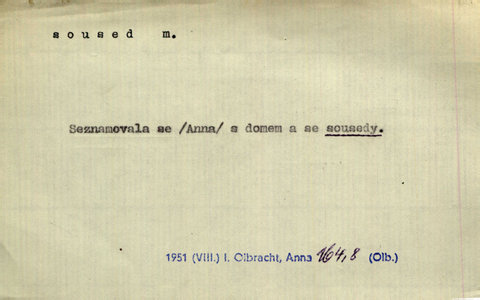 soused m.
Seznamovala se /Anna/ s domem a se sousedy.
1951 (VIII.) I. Olbracht, Anna 164,8 (Olb.)